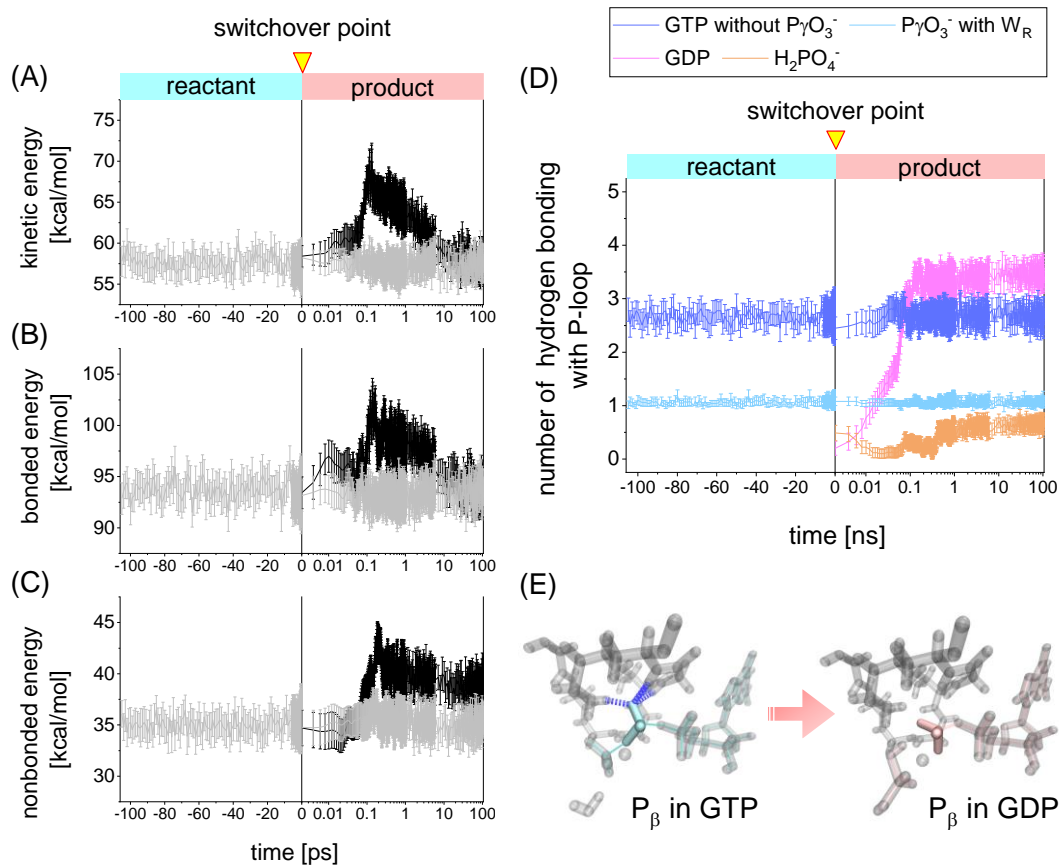 switchover point
(A)
reactant
product
kinetic energy
[kcal/mol]
75
70
65
60
55
-100 -80 -60 -40 -20 0 0.01 0.1 1 10 100
(B)
bonded energy
[kcal/mol]
105
100
95
90
-100 -80 -60 -40 -20 0 0.01 0.1 1 10 100
(C)
nonbonded energy
[kcal/mol]
45
40
35
30
-100 -80 -60 -40 -20 0 0.01 0.1 1 10 100
time [ps]
GTP without PγO₃⁻
PγO₃⁻ with W_R
GDP
H₂PO₄⁻
(D)
switchover point
reactant
product
number of hydrogen bonding
with P-loop
5
4
3
2
1
0
-100 -80 -60 -40 -20 0 0.01 0.1 1 10 100
time [ns]
(E)
P_β in GTP
P_β in GDP